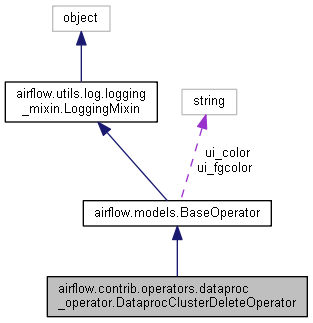 object
airflow.utils.log.logging
_mixin.LoggingMixin
string
ui_color
ui_fgcolor
airflow.models.BaseOperator
airflow.contrib.operators.dataproc
_operator.DataprocClusterDeleteOperator